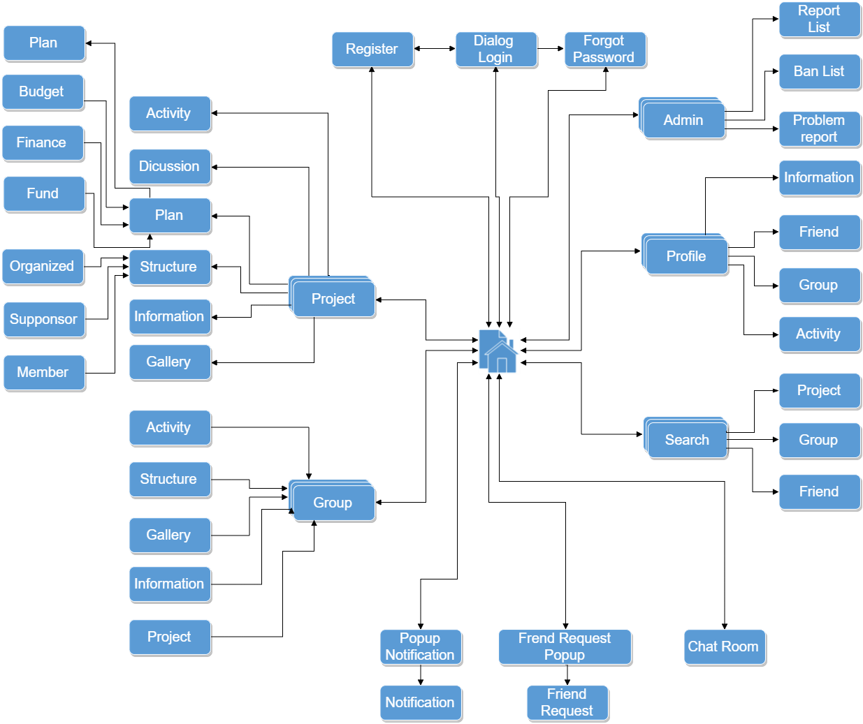 Plan
Budget
Finance
Fund
Organized
Supponsor
Member
Activity
Dicussion
Plan
Structure
Information
Gallery
Project
Activity
Structure
Gallery
Information
Project
Group
Register
Dialog
Login
Forgot
Password
Admin
Report
List
Ban List
Problem
report
Profile
Information
Friend
Group
Activity
Search
Project
Group
Friend
Popup
Notification
Notification
Frend Request
Popup
Friend
Request
Chat Room